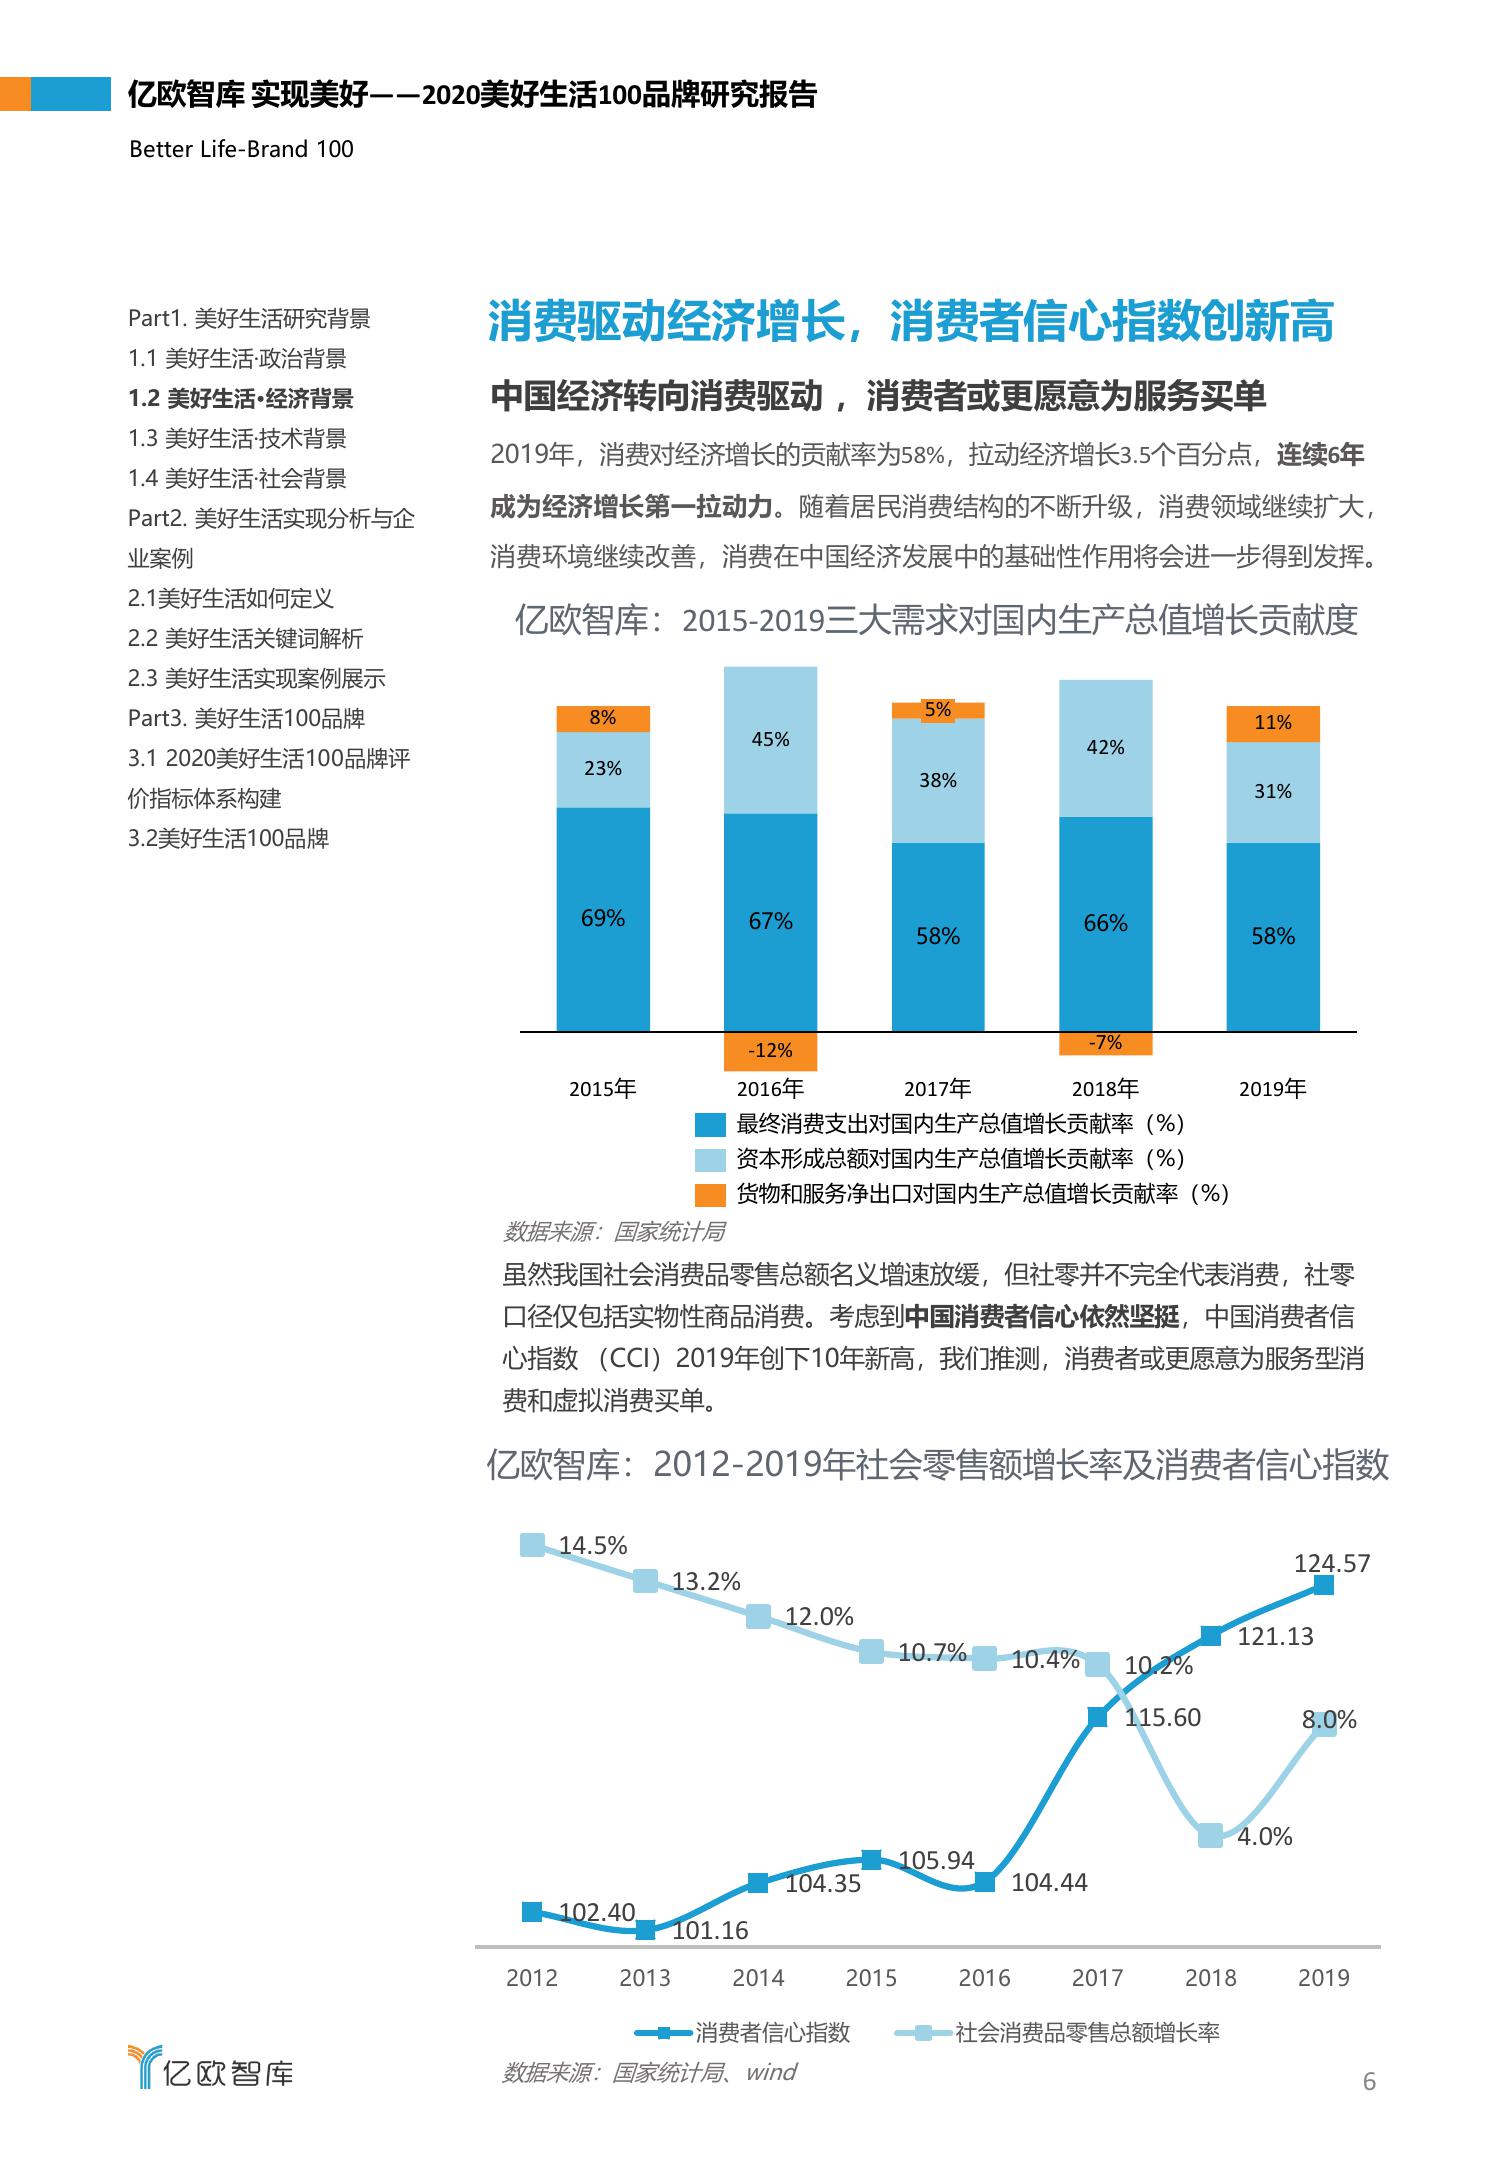 亿欧智库 实现美好——2020美好生活100品牌研究报告
Better Life-Brand 100
Part1. 美好生活研究背景
1.1 美好生活·政治背景
1.2 美好生活·经济背景
1.3 美好生活·技术背景
1.4 美好生活·社会背景
Part2. 美好生活实现分析与企
业案例
2.1美好生活如何定义
2.2 美好生活关键词解析
2.3 美好生活实现案例展示
Part3. 美好生活100品牌
3.1 2020美好生活100品牌评
价指标体系构建
3.2美好生活100品牌
消费驱动经济增长，消费者信心指数创新高
中国经济转向消费驱动 ，消费者或更愿意为服务买单
2019年，消费对经济增长的贡献率为58%，拉动经济增长3.5个百分点，连续6年
成为经济增长第一拉动力。随着居民消费结构的不断升级，消费领域继续扩大，
消费环境继续改善，消费在中国经济发展中的基础性作用将会进一步得到发挥。
亿欧智库：2015-2019三大需求对国内生产总值增长贡献度
8% 45% 5% 42% 11%
23% 38% 31%
69% 67% 58% 66% 58%
-12% -7%
2015年 2016年 2017年 2018年 2019年
最终消费支出对国内生产总值增长贡献率（%）
资本形成总额对国内生产总值增长贡献率（%）
货物和服务净出口对国内生产总值增长贡献率（%）
数据来源：国家统计局
虽然我国社会消费品零售总额名义增速放缓，但社零并不完全代表消费，社零
口径仅包括实物性商品消费。考虑到中国消费者信心依然坚挺，中国消费者信
心指数 （CCI）2019年创下10年新高，我们推测，消费者或更愿意为服务型消
费和虚拟消费买单。
亿欧智库：2012-2019年社会零售额增长率及消费者信心指数
14.5% 13.2% 12.0% 10.7% 10.4% 10.2% 4.0% 8.0%
102.40 101.16 104.35 105.94 104.44 115.60 121.13 124.57
2012 2013 2014 2015 2016 2017 2018 2019
消费者信心指数 社会消费品零售总额增长率
数据来源：国家统计局、wind
亿欧智库
6